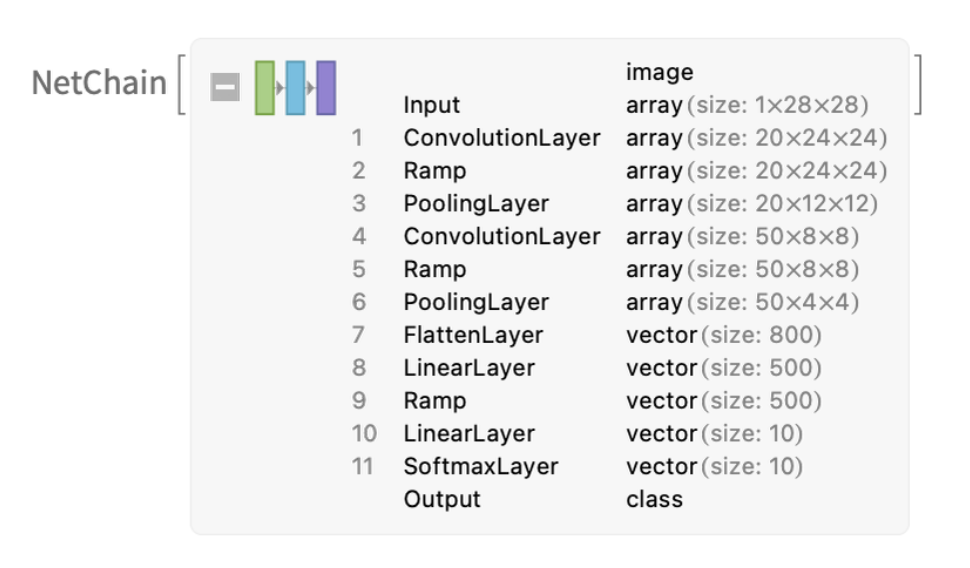 image
NetChain [ Input array (size: 1×28×28) ]
1 ConvolutionLayer array (size: 20×24×24)
2 Ramp array (size: 20×24×24)
3 PoolingLayer array (size: 20×12×12)
4 ConvolutionLayer array (size: 50×8×8)
5 Ramp array (size: 50×8×8)
6 PoolingLayer array (size: 50×4×4)
7 FlattenLayer vector (size: 800)
8 LinearLayer vector (size: 500)
9 Ramp vector (size: 500)
10 LinearLayer vector (size: 10)
11 SoftmaxLayer vector (size: 10)
Output class